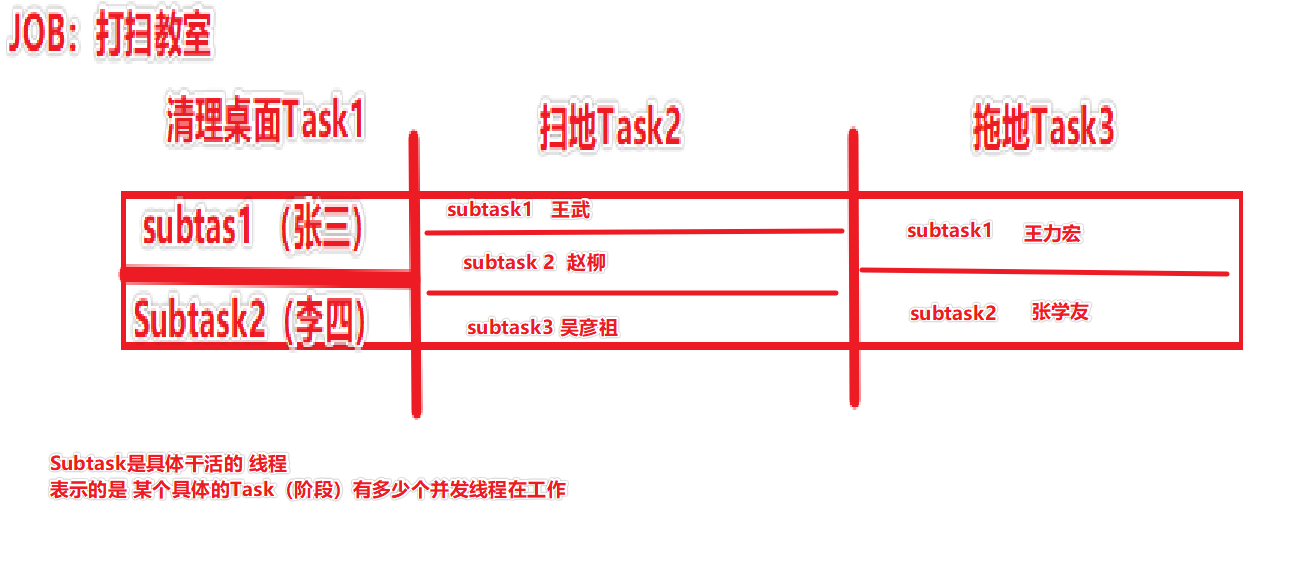 JOB：打扫教室
清理桌面Task1
扫地Task2
拖地Task3
subtas1 （张三）
subtask1 王武
subtask 2 赵柳
subtask1 王力宏
Subtask2（李四）
subtask3 吴彦祖
subtask2 张学友
Subtask是具体干活的 线程
表示的是 某个具体的Task（阶段）有多少个并发线程在工作